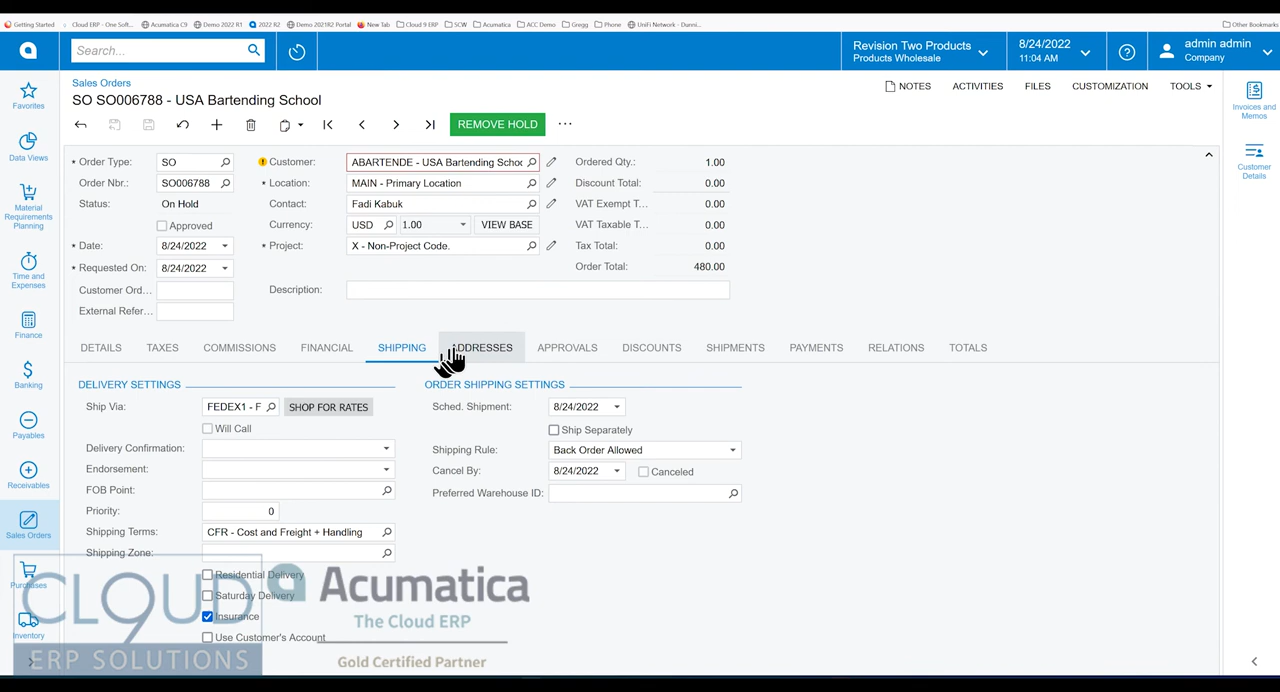 Getting Started
Cloud ERP - One Soft...
Acumatica C9
Demo 2022 R1
2022 R2
Demo 2021R2 Portal
New Tab
Cloud 9 ERP
SCW
Acumatica
ACC Demo
Gregg
Phone
UniFi Network - Dunni...
Other Bookmarks
Search...
Revision Two Products
Products Wholesale
8/24/2022
11:04 AM
admin admin
Company
Favorites
Data Views
Material
Requirements
Planning
Time and
Expenses
Finance
Banking
Payables
Receivables
Sales Orders
Purchases
Inventory
Sales Orders
SO SO006788 - USA Bartending School
NOTES
ACTIVITIES
FILES
CUSTOMIZATION
TOOLS
REMOVE HOLD
* Order Type: SO
Order Nbr.: SO006788
Status: On Hold
Approved
* Date: 8/24/2022
* Requested On: 8/24/2022
Customer Ord...
External Refer...
Customer: ABARTENDE - USA Bartending Schoo
* Location: MAIN - Primary Location
Contact: Fadi Kabuk
Currency: USD 1.00 VIEW BASE
* Project: X - Non-Project Code.
Description:
Ordered Qty.: 1.00
Discount Total: 0.00
VAT Exempt T... 0.00
VAT Taxable T... 0.00
Tax Total: 0.00
Order Total: 480.00
DETAILS
TAXES
COMMISSIONS
FINANCIAL
SHIPPING
ADDRESSES
APPROVALS
DISCOUNTS
SHIPMENTS
PAYMENTS
RELATIONS
TOTALS
DELIVERY SETTINGS
Ship Via: FEDEX1 - F SHOP FOR RATES
Will Call
Delivery Confirmation:
Endorsement:
FOB Point:
Priority: 0
Shipping Terms: CFR - Cost and Freight + Handling
Shipping Zone:
Residential Delivery
Saturday Delivery
Insurance
Use Customer's Account
ORDER SHIPPING SETTINGS
Sched. Shipment: 8/24/2022
Ship Separately
Shipping Rule: Back Order Allowed
Cancel By: 8/24/2022 Canceled
Preferred Warehouse ID:
Invoices and
Memos
Customer
Details
CLOUD9
ERP SOLUTIONS
Acumatica
The Cloud ERP
Gold Certified Partner